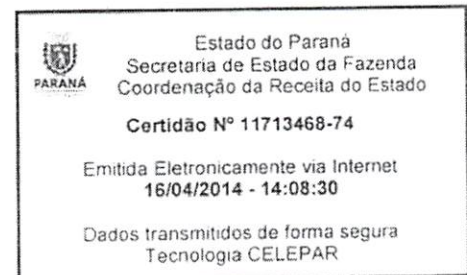 Estado do Paraná
Secretaria de Estado da Fazenda
PARANÁ
Coordenação da Receita do Estado
Certidão Nº 11713468-74
Emitida Eletronicamente via Internet
16/04/2014 - 14:08:30
Dados transmitidos de forma segura
Tecnologia CELEPAR